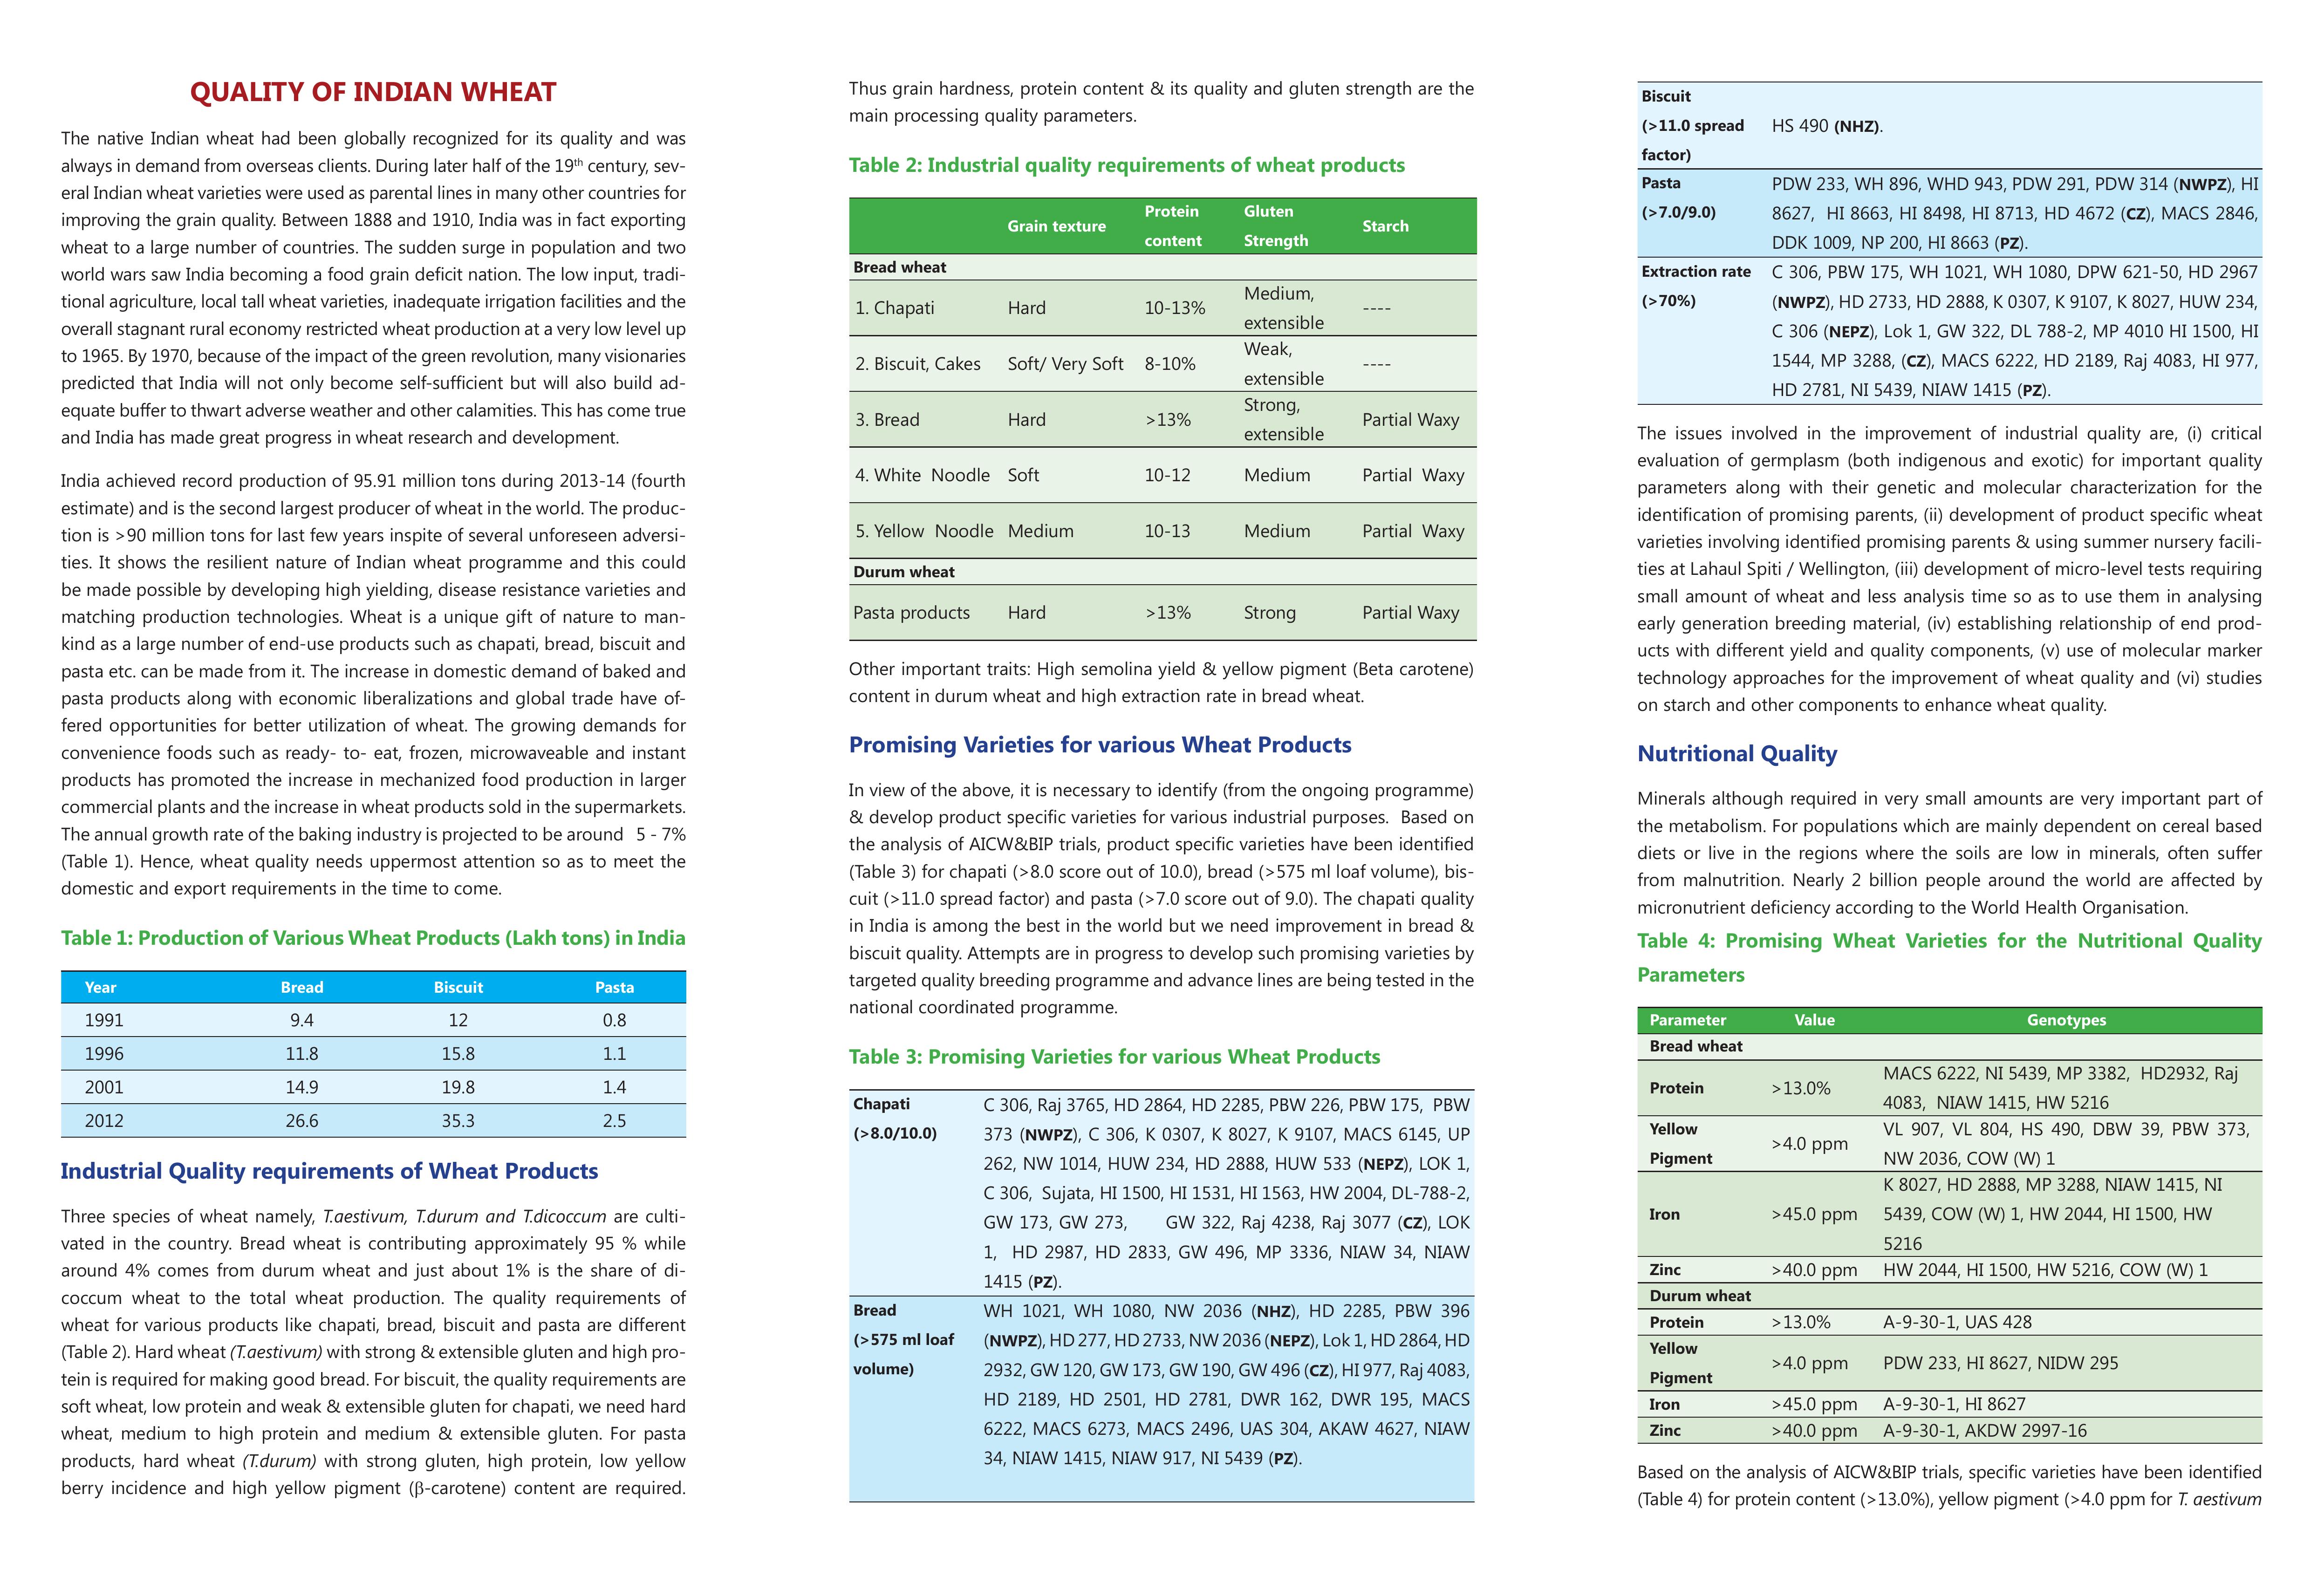 QUALITY OF INDIAN WHEAT
The native Indian wheat had been globally recognized for its quality and was
always in demand from overseas clients. During later half of the 19th century, sev-
eral Indian wheat varieties were used as parental lines in many other countries for
improving the grain quality. Between 1888 and 1910, India was in fact exporting
wheat to a large number of countries. The sudden surge in population and two
world wars saw India becoming a food grain deficit nation. The low input, tradi-
tional agriculture, local tall wheat varieties, inadequate irrigation facilities and the
overall stagnant rural economy restricted wheat production at a very low level up
to 1965. By 1970, because of the impact of the green revolution, many visionaries
predicted that India will not only become self-sufficient but will also build ad-
equate buffer to thwart adverse weather and other calamities. This has come true
and India has made great progress in wheat research and development.
India achieved record production of 95.91 million tons during 2013-14 (fourth
estimate) and is the second largest producer of wheat in the world. The produc-
tion is >90 million tons for last few years inspite of several unforeseen adversi-
ties. It shows the resilient nature of Indian wheat programme and this could
be made possible by developing high yielding, disease resistance varieties and
matching production technologies. Wheat is a unique gift of nature to man-
kind as a large number of end-use products such as chapati, bread, biscuit and
pasta etc. can be made from it. The increase in domestic demand of baked and
pasta products along with economic liberalizations and global trade have of-
fered opportunities for better utilization of wheat. The growing demands for
convenience foods such as ready- to- eat, frozen, microwaveable and instant
products has promoted the increase in mechanized food production in larger
commercial plants and the increase in wheat products sold in the supermarkets.
The annual growth rate of the baking industry is projected to be around 5 - 7%
(Table 1). Hence, wheat quality needs uppermost attention so as to meet the
domestic and export requirements in the time to come.
Table 1: Production of Various Wheat Products (Lakh tons) in India
Year Bread Biscuit Pasta
1991 9.4 12 0.8
1996 11.8 15.8 1.1
2001 14.9 19.8 1.4
2012 26.6 35.3 2.5
Industrial Quality requirements of Wheat Products
Three species of wheat namely, T.aestivum, T.durum and T.dicoccum are culti-
vated in the country. Bread wheat is contributing approximately 95 % while
around 4% comes from durum wheat and just about 1% is the share of di-
coccum wheat to the total wheat production. The quality requirements of
wheat for various products like chapati, bread, biscuit and pasta are different
(Table 2). Hard wheat (T.aestivum) with strong & extensible gluten and high pro-
tein is required for making good bread. For biscuit, the quality requirements are
soft wheat, low protein and weak & extensible gluten for chapati, we need hard
wheat, medium to high protein and medium & extensible gluten. For pasta
products, hard wheat (T.durum) with strong gluten, high protein, low yellow
berry incidence and high yellow pigment (β-carotene) content are required.
Thus grain hardness, protein content & its quality and gluten strength are the
main processing quality parameters.
Table 2: Industrial quality requirements of wheat products
Grain texture Protein content Gluten Strength Starch
Bread wheat
1. Chapati Hard 10-13% Medium, extensible ----
2. Biscuit, Cakes Soft/ Very Soft 8-10% Weak, extensible ----
3. Bread Hard >13% Strong, extensible Partial Waxy
4. White Noodle Soft 10-12 Medium Partial Waxy
5. Yellow Noodle Medium 10-13 Medium Partial Waxy
Durum wheat
Pasta products Hard >13% Strong Partial Waxy
Other important traits: High semolina yield & yellow pigment (Beta carotene)
content in durum wheat and high extraction rate in bread wheat.
Promising Varieties for various Wheat Products
In view of the above, it is necessary to identify (from the ongoing programme)
& develop product specific varieties for various industrial purposes. Based on
the analysis of AICW&BIP trials, product specific varieties have been identified
(Table 3) for chapati (>8.0 score out of 10.0), bread (>575 ml loaf volume), bis-
cuit (>11.0 spread factor) and pasta (>7.0 score out of 9.0). The chapati quality
in India is among the best in the world but we need improvement in bread &
biscuit quality. Attempts are in progress to develop such promising varieties by
targeted quality breeding programme and advance lines are being tested in the
national coordinated programme.
Table 3: Promising Varieties for various Wheat Products
Chapati C 306, Raj 3765, HD 2864, HD 2285, PBW 226, PBW 175, PBW
(>8.0/10.0) 373 (NWPZ), C 306, K 0307, K 8027, K 9107, MACS 6145, UP
262, NW 1014, HUW 234, HD 2888, HUW 533 (NEPZ), LOK 1,
C 306, Sujata, HI 1500, HI 1531, HI 1563, HW 2004, DL-788-2,
GW 173, GW 273, GW 322, Raj 4238, Raj 3077 (CZ), LOK
1, HD 2987, HD 2833, GW 496, MP 3336, NIAW 34, NIAW
1415 (PZ).
Bread WH 1021, WH 1080, NW 2036 (NHZ), HD 2285, PBW 396
(>575 ml loaf (NWPZ), HD 277, HD 2733, NW 2036 (NEPZ), Lok 1, HD 2864, HD
volume) 2932, GW 120, GW 173, GW 190, GW 496 (CZ), HI 977, Raj 4083,
HD 2189, HD 2501, HD 2781, DWR 162, DWR 195, MACS
6222, MACS 6273, MACS 2496, UAS 304, AKAW 4627, NIAW
34, NIAW 1415, NIAW 917, NI 5439 (PZ).
Biscuit
(>11.0 spread HS 490 (NHZ).
factor)
Pasta PDW 233, WH 896, WHD 943, PDW 291, PDW 314 (NWPZ), HI
(>7.0/9.0) 8627, HI 8663, HI 8498, HI 8713, HD 4672 (CZ), MACS 2846,
DDK 1009, NP 200, HI 8663 (PZ).
Extraction rate C 306, PBW 175, WH 1021, WH 1080, DPW 621-50, HD 2967
(>70%) (NWPZ), HD 2733, HD 2888, K 0307, K 9107, K 8027, HUW 234,
C 306 (NEPZ), Lok 1, GW 322, DL 788-2, MP 4010 HI 1500, HI
1544, MP 3288, (CZ), MACS 6222, HD 2189, Raj 4083, HI 977,
HD 2781, NI 5439, NIAW 1415 (PZ).
The issues involved in the improvement of industrial quality are, (i) critical
evaluation of germplasm (both indigenous and exotic) for important quality
parameters along with their genetic and molecular characterization for the
identification of promising parents, (ii) development of product specific wheat
varieties involving identified promising parents & using summer nursery facili-
ties at Lahaul Spiti / Wellington, (iii) development of micro-level tests requiring
small amount of wheat and less analysis time so as to use them in analysing
early generation breeding material, (iv) establishing relationship of end prod-
ucts with different yield and quality components, (v) use of molecular marker
technology approaches for the improvement of wheat quality and (vi) studies
on starch and other components to enhance wheat quality.
Nutritional Quality
Minerals although required in very small amounts are very important part of
the metabolism. For populations which are mainly dependent on cereal based
diets or live in the regions where the soils are low in minerals, often suffer
from malnutrition. Nearly 2 billion people around the world are affected by
micronutrient deficiency according to the World Health Organisation.
Table 4: Promising Wheat Varieties for the Nutritional Quality
Parameters
Parameter Value Genotypes
Bread wheat
Protein >13.0% MACS 6222, NI 5439, MP 3382, HD2932, Raj
4083, NIAW 1415, HW 5216
Yellow Pigment >4.0 ppm VL 907, VL 804, HS 490, DBW 39, PBW 373,
NW 2036, COW (W) 1
Iron >45.0 ppm K 8027, HD 2888, MP 3288, NIAW 1415, NI
5439, COW (W) 1, HW 2044, HI 1500, HW
5216
Zinc >40.0 ppm HW 2044, HI 1500, HW 5216, COW (W) 1
Durum wheat
Protein >13.0% A-9-30-1, UAS 428
Yellow Pigment >4.0 ppm PDW 233, HI 8627, NIDW 295
Iron >45.0 ppm A-9-30-1, HI 8627
Zinc >40.0 ppm A-9-30-1, AKDW 2997-16
Based on the analysis of AICW&BIP trials, specific varieties have been identified
(Table 4) for protein content (>13.0%), yellow pigment (>4.0 ppm for T. aestivum